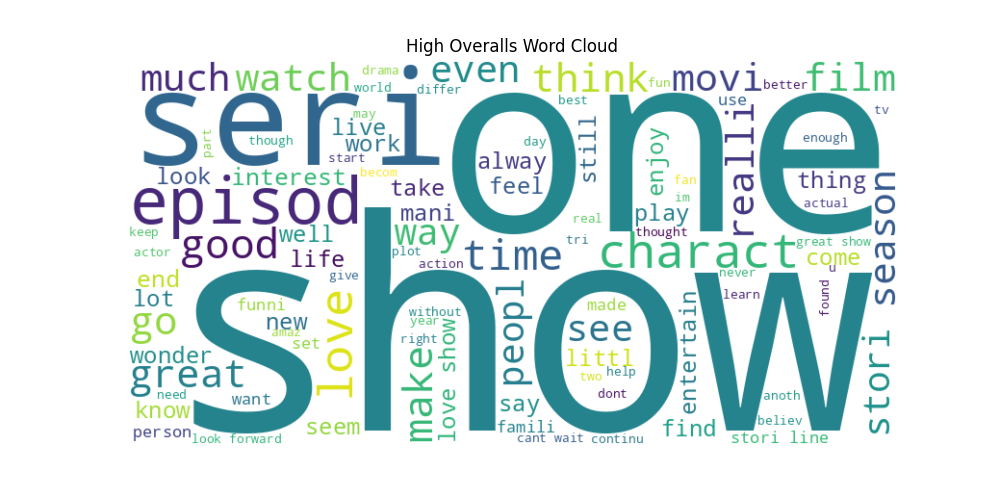 High Overalls Word Cloud
much
watch
drama
world
even
differ
think
fun
movi
better
film
seri
one
best
use
tv
part
though
may
live
work
start
becom
alway
day
feel
still
enjoy
realli
enough
thing
actual
look
interest
episod
take
mani
play
fan
im
real
thought
season
keep
actor
good
well
life
way
plot
action
time
tri
charact
great show
come
give
never
u
end
lot
go
funni
new
amaz
set
love
show
without
year
right
make
love show
peopl
made
see
littl
two
help
dont
learn
found
entertain
stori
wonder
great
need
want
know
person
look forward
seem
say
famili
cant wait
continu
find
anoth
believ
stori line